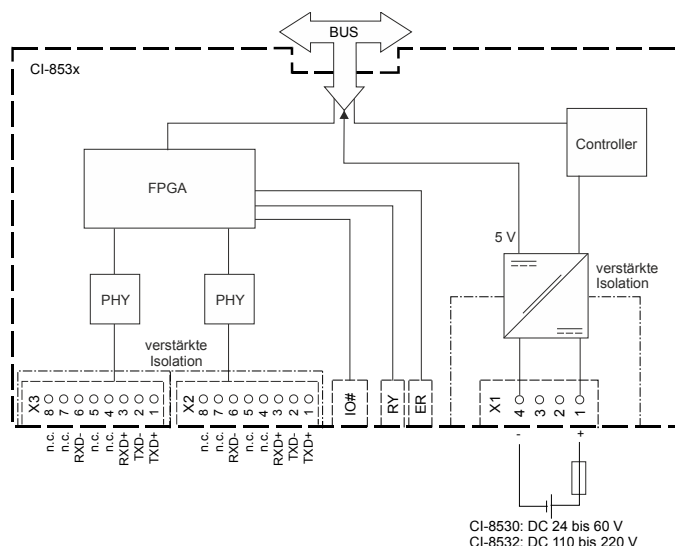 BUS
CI-853x
Controller
FPGA
5 V
verstärkte
Isolation
PHY
PHY
verstärkte
Isolation
X3
8
7
6
5
4
3
2
1
X2
8
7
6
5
4
3
2
1
IO#
RY
ER
X1
4
3
2
1
n.c.
n.c.
RXD-
n.c.
n.c.
RXD+
TXD-
TXD+
n.c.
n.c.
RXD-
n.c.
n.c.
RXD+
TXD-
TXD+
-
+
CI-8530: DC 24 bis 60 V
CI-8532: DC 110 bis 220 V